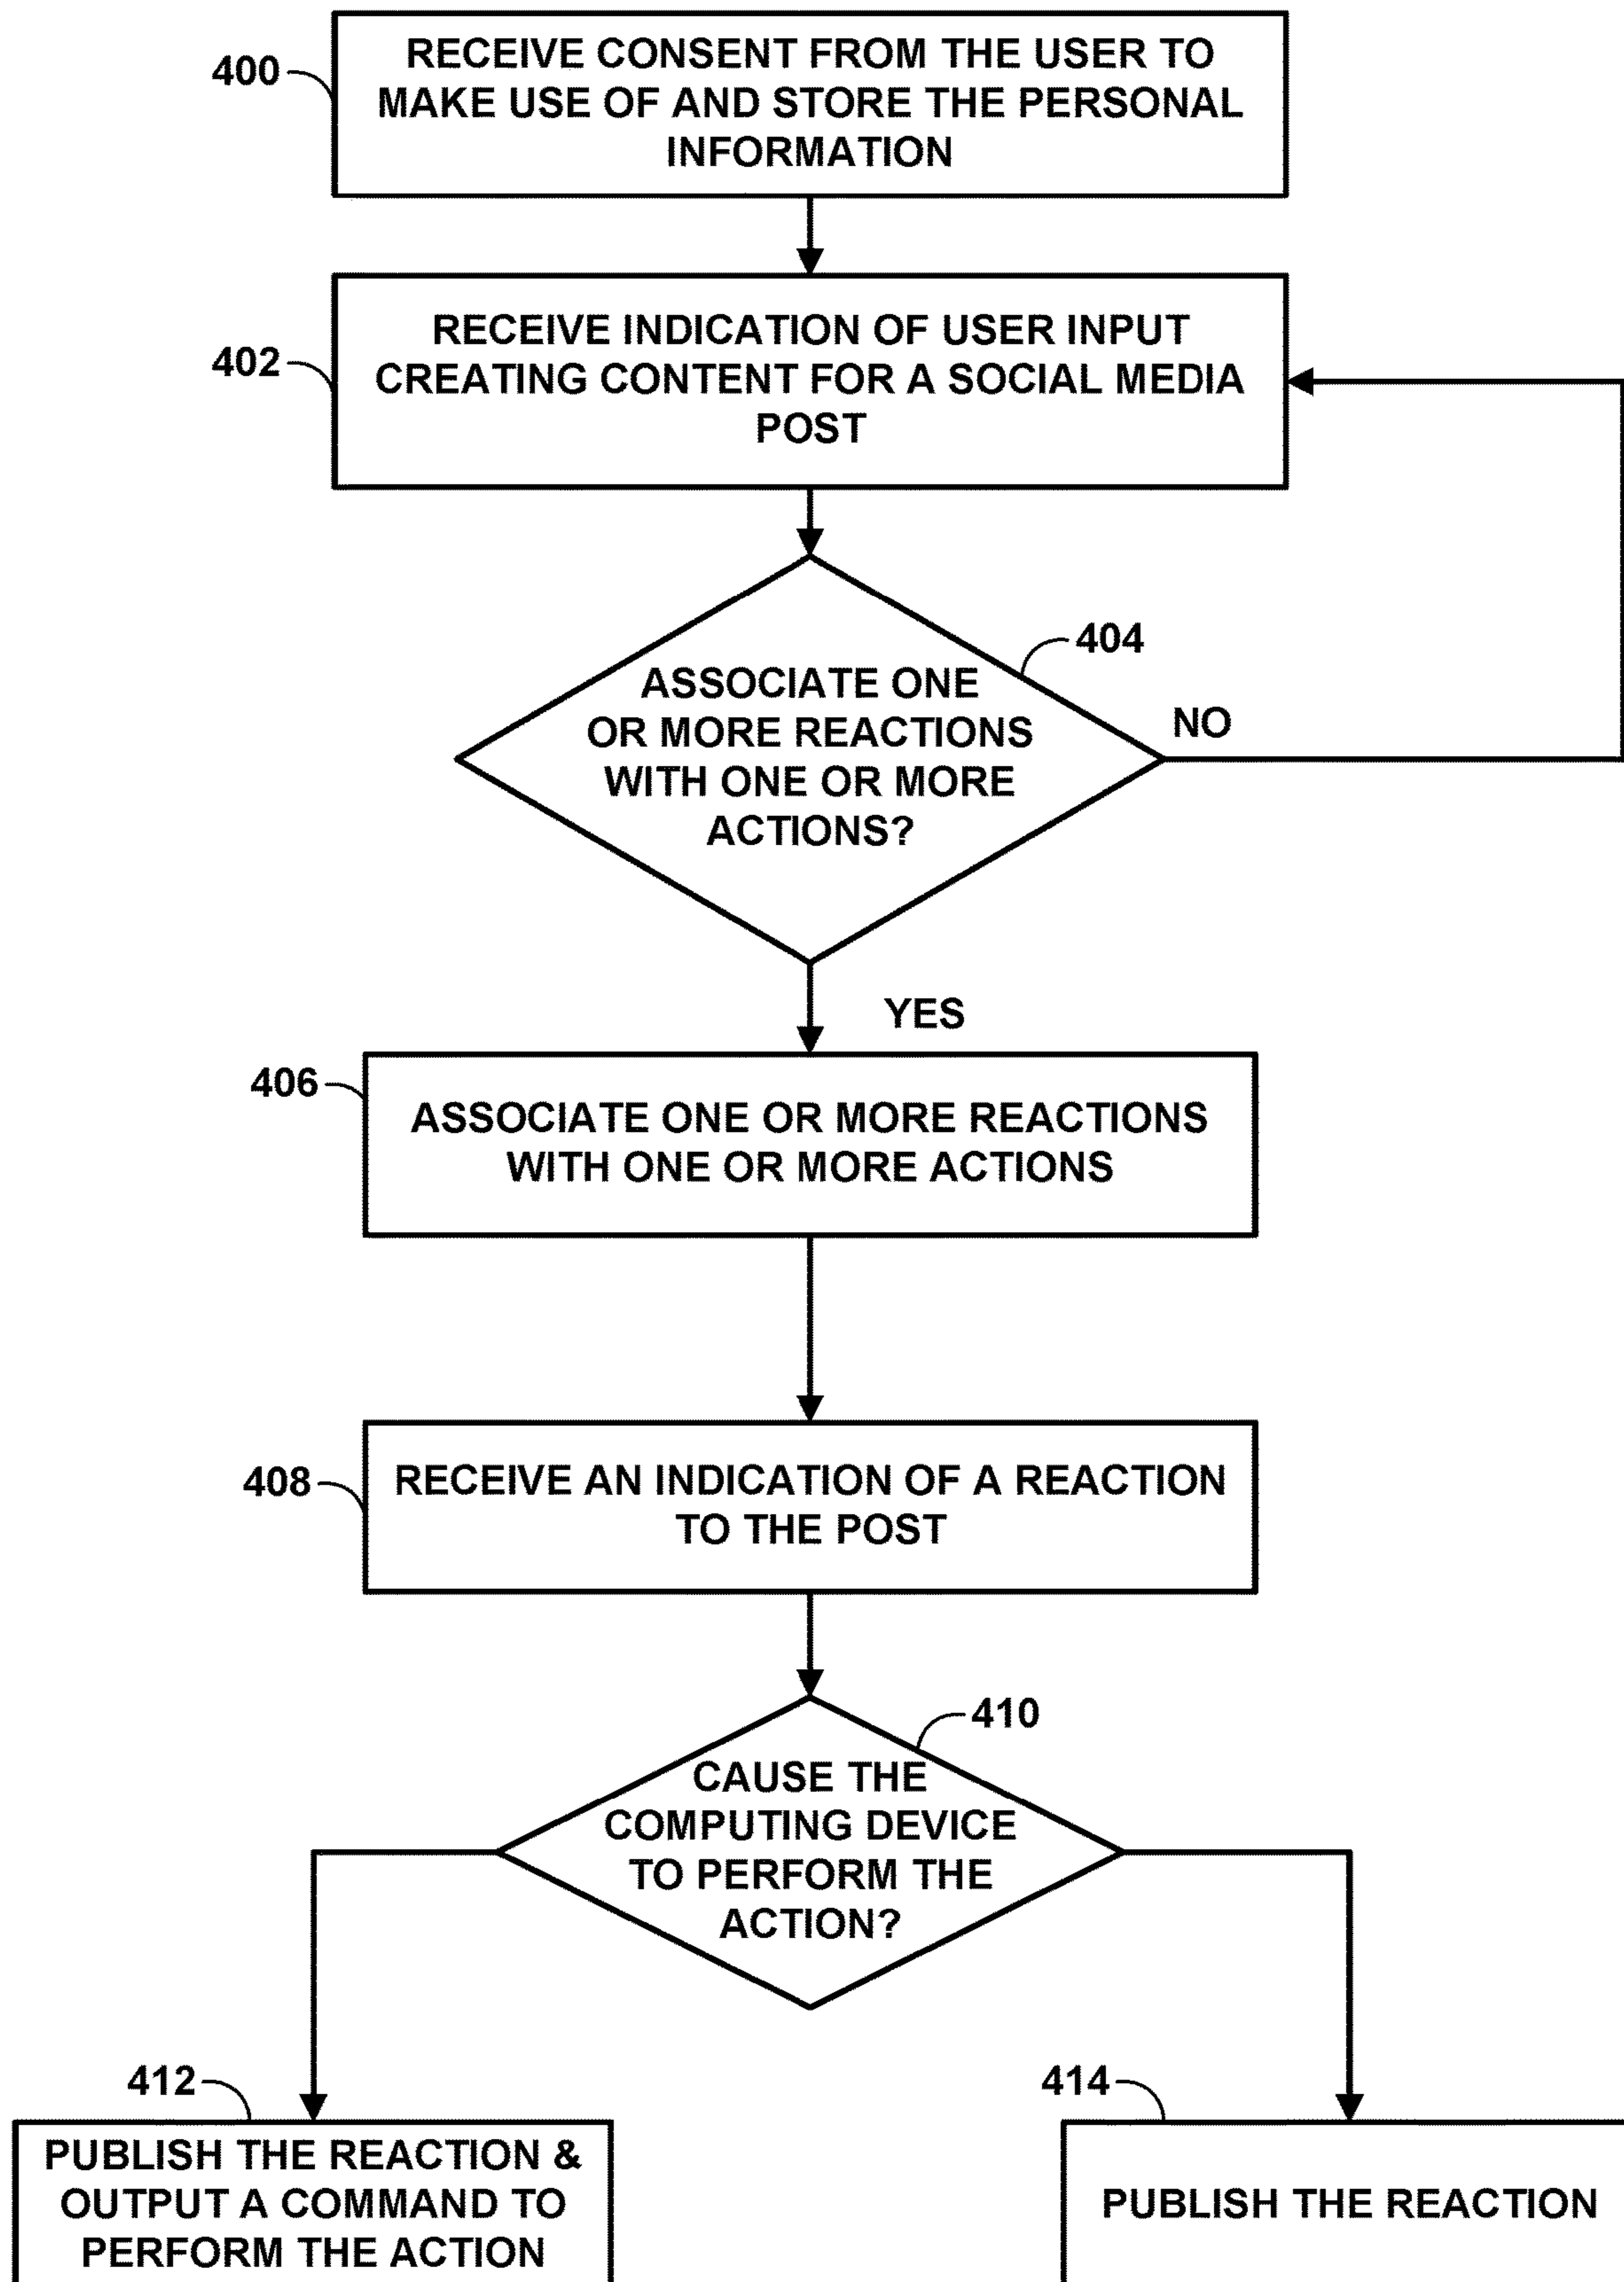 400
RECEIVE CONSENT FROM THE USER TO
MAKE USE OF AND STORE THE PERSONAL
INFORMATION
402
RECEIVE INDICATION OF USER INPUT
CREATING CONTENT FOR A SOCIAL MEDIA
POST
404
ASSOCIATE ONE
OR MORE REACTIONS
WITH ONE OR MORE
ACTIONS?
NO
YES
406
ASSOCIATE ONE OR MORE REACTIONS
WITH ONE OR MORE ACTIONS
408
RECEIVE AN INDICATION OF A REACTION
TO THE POST
410
CAUSE THE
COMPUTING DEVICE
TO PERFORM THE
ACTION?
412
PUBLISH THE REACTION &
OUTPUT A COMMAND TO
PERFORM THE ACTION
414
PUBLISH THE REACTION